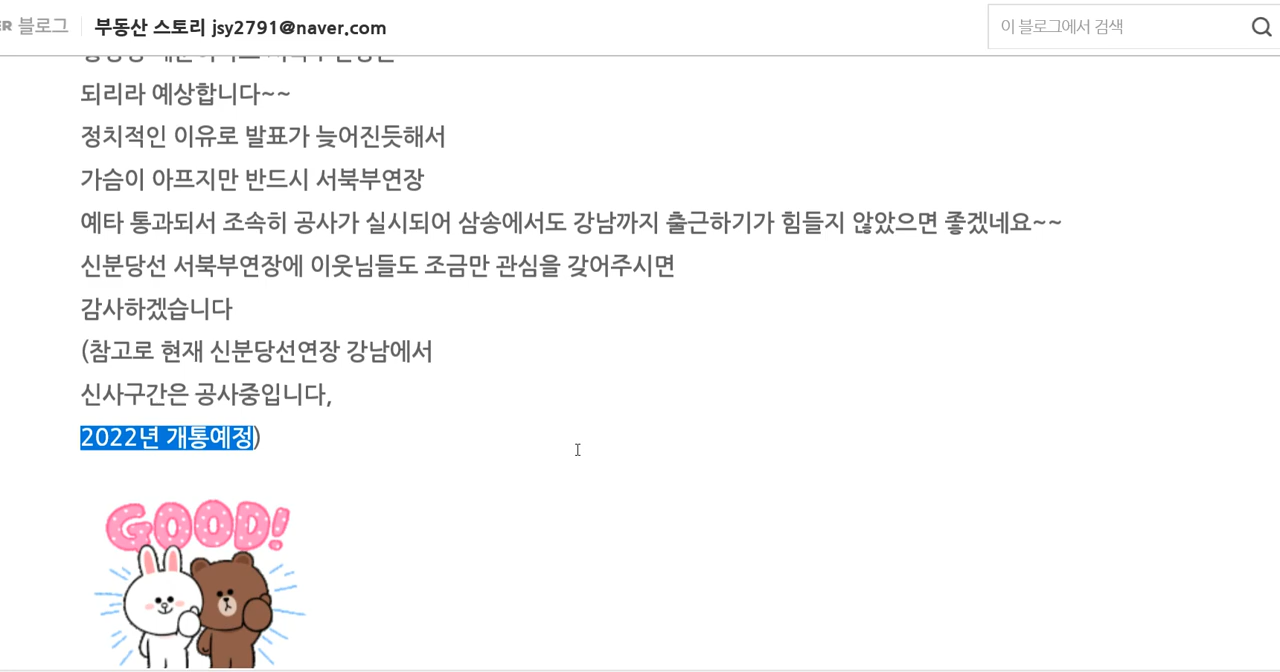 ER 블로그 부동산 스토리 jsy2791@naver.com
이 블로그에서 검색
되리라 예상합니다~~
정치적인 이유로 발표가 늦어진듯해서
가슴이 아프지만 반드시 서북부연장
예타 통과되서 조속히 공사가 실시되어 삼송에서도 강남까지 출근하기가 힘들지 않았으면 좋겠네요~~
신분당선 서북부연장에 이웃님들도 조금만 관심을 갖어주시면
감사하겠습니다
(참고로 현재 신분당선연장 강남에서
신사구간은 공사중입니다,
2022년 개통예정)
GOOD!